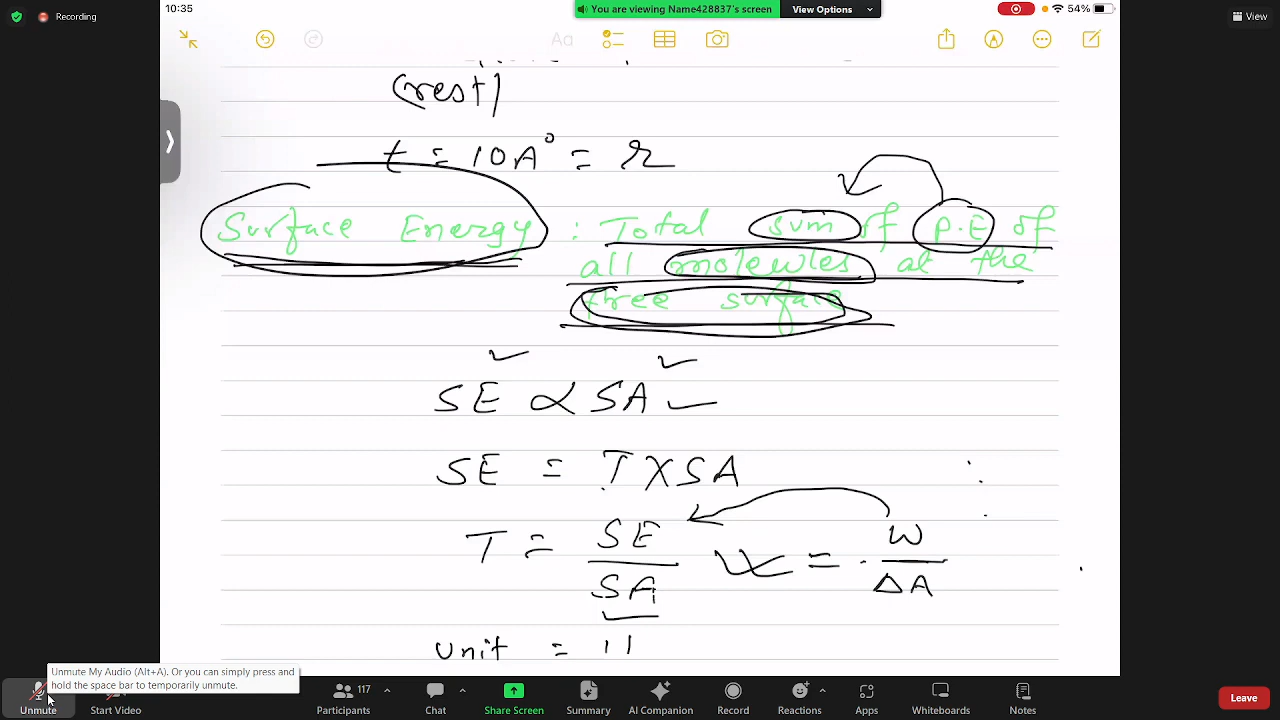 10:35
Recording
You are viewing Name428837's screen
View Options
54%
View
Aa
(rest)
t = 10A° = r
Surface Energy : Total sum of P.E of
all molecules at the
three surface
SE ∝ SA
SE = T X SA
T = SE / SA = W / ΔA
unit = 11
Unmute My Audio (Alt+A). Or you can simply press and
hold the space bar to temporarily unmute.
Unmute
Start Video
Participants
117
Chat
Share Screen
Summary
AI Companion
Record
Reactions
Apps
Whiteboards
Notes
Leave